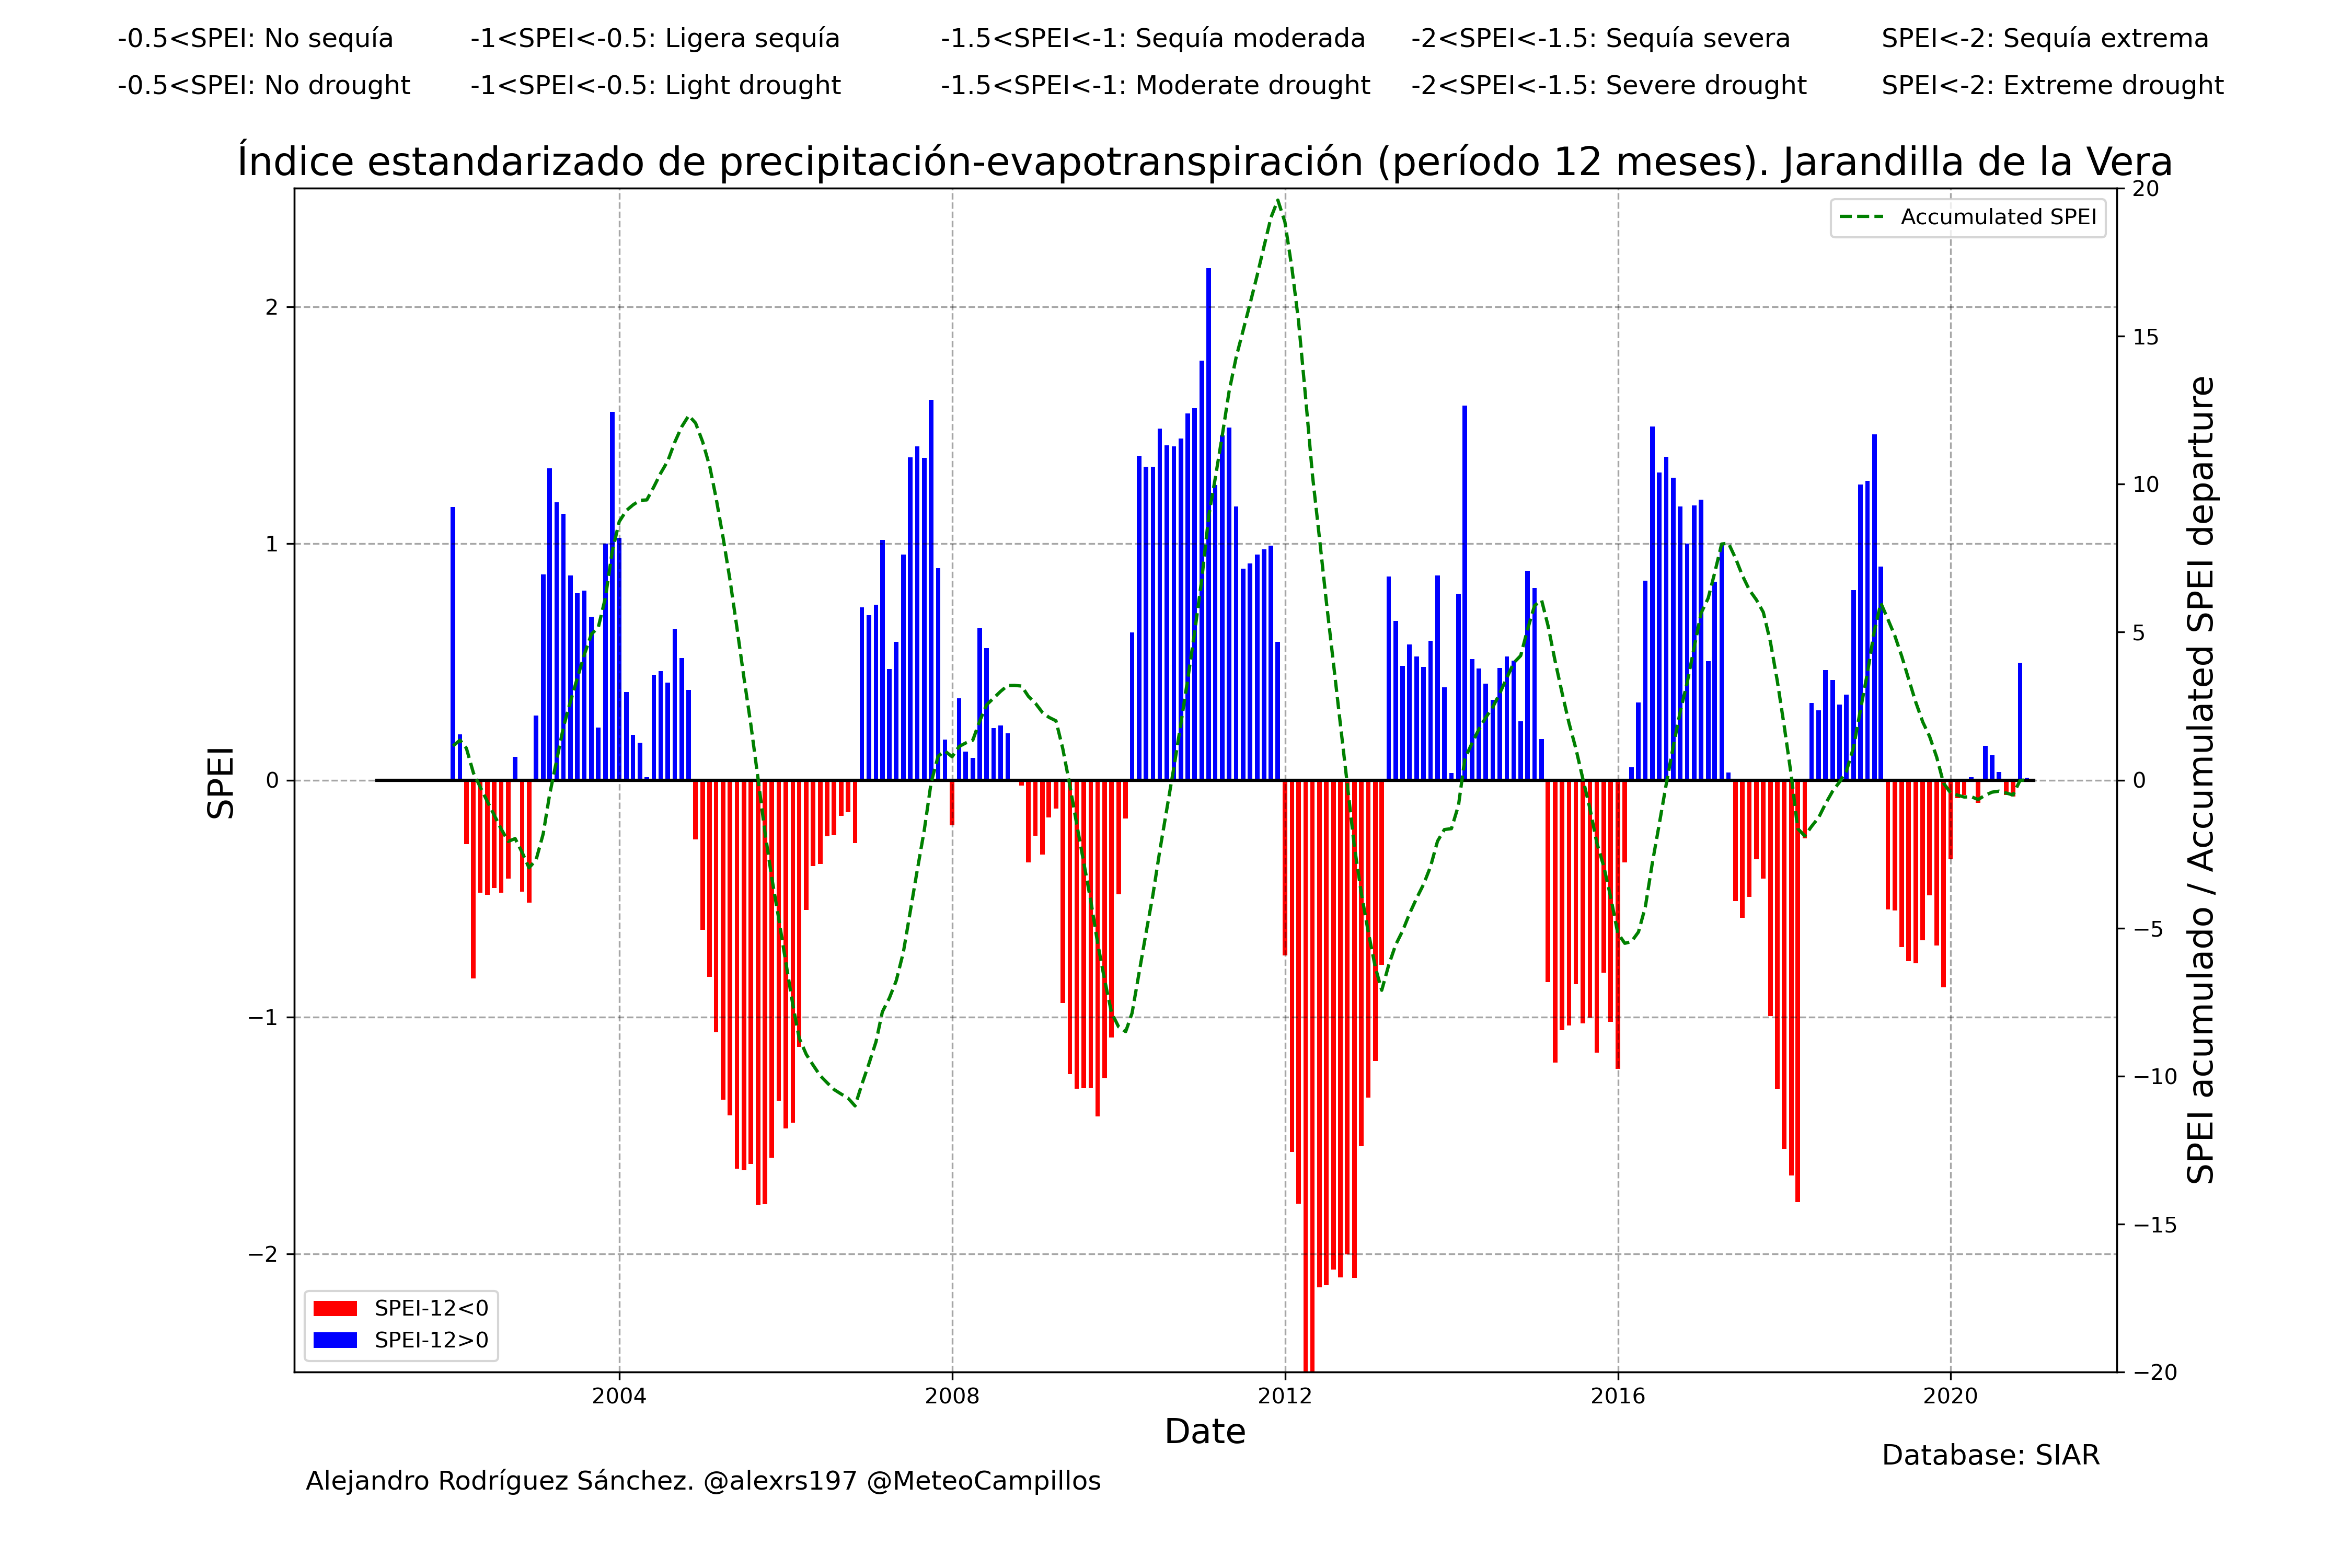 -0.5<SPEI: No sequía -1<SPEI<-0.5: Ligera sequía -1.5<SPEI<-1: Sequía moderada -2<SPEI<-1.5: Sequía severa SPEI<-2: Sequía extrema
-0.5<SPEI: No drought -1<SPEI<-0.5: Light drought -1.5<SPEI<-1: Moderate drought -2<SPEI<-1.5: Severe drought SPEI<-2: Extreme drought
Índice estandarizado de precipitación-evapotranspiración (período 12 meses). Jarandilla de la Vera
Accumulated SPEI
SPEI
2
1
0
−1
−2
20
15
10
5
0
−5
−10
−15
−20
SPEI acumulado / Accumulated SPEI departure
SPEI-12<0
SPEI-12>0
2004 2008 2012 2016 2020
Date
Database: SIAR
Alejandro Rodríguez Sánchez. @alexrs197 @MeteoCampillos